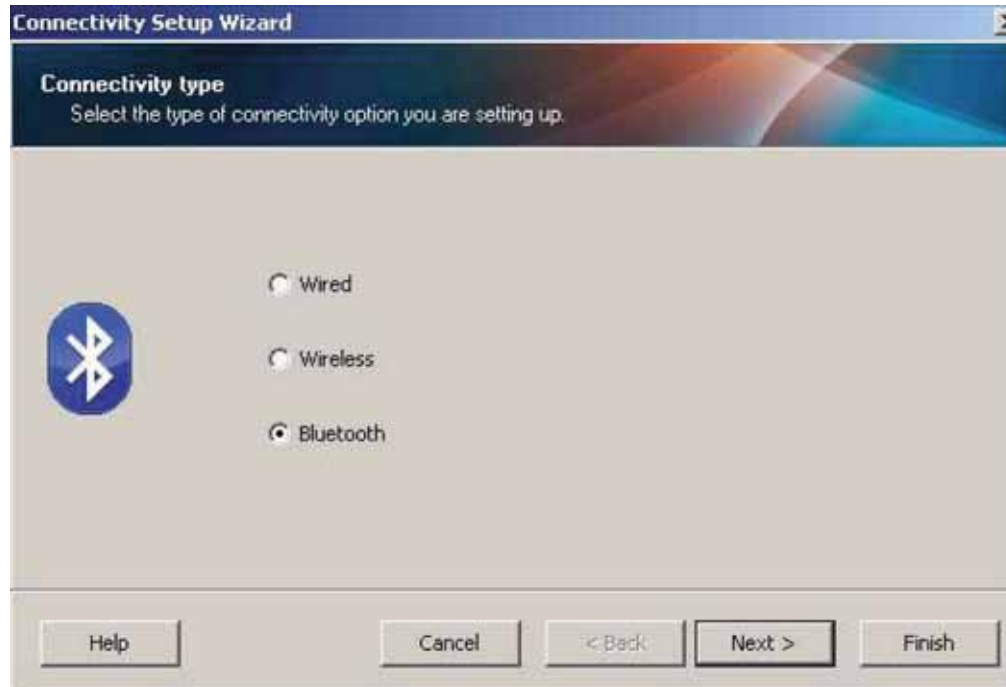 Connectivity Setup Wizard
Connectivity type
Select the type of connectivity option you are setting up.
Wired
Wireless
Bluetooth
Help
Cancel
< Back
Next >
Finish